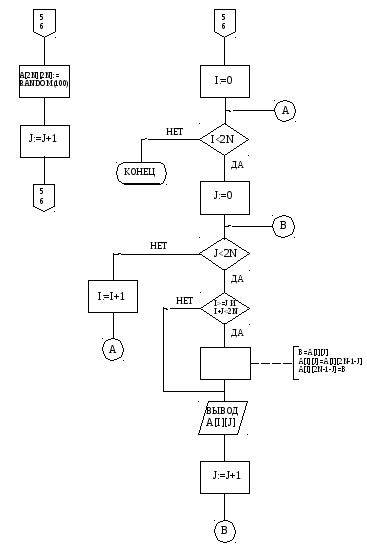 5
6
A[2N][2N]:=
RANDOM(100)
J:=J+1
5
6
5
6
I:=0
A
I<2N
НЕТ
КОНЕЦ
ДА
J:=0
B
J<2N
НЕТ
I:=I+1
A
ДА
I>=J И
I+J<2N
НЕТ
ДА
B=A[I][J]
A[I][J]=A[I][2N-1-J]
A[I][2N-1-J]=B
ВЫВОД
A[I][J]
J:=J+1
B